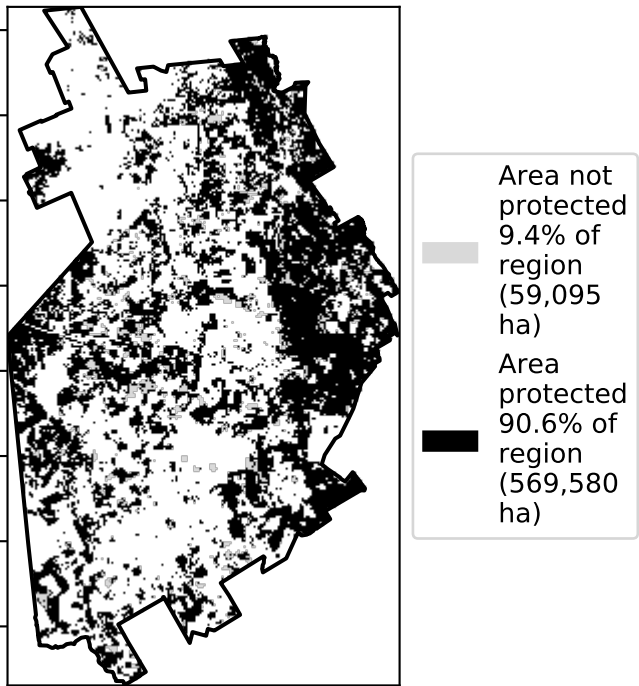 Area not
protected
9.4% of
region
(59,095
ha)
Area
protected
90.6% of
region
(569,580
ha)